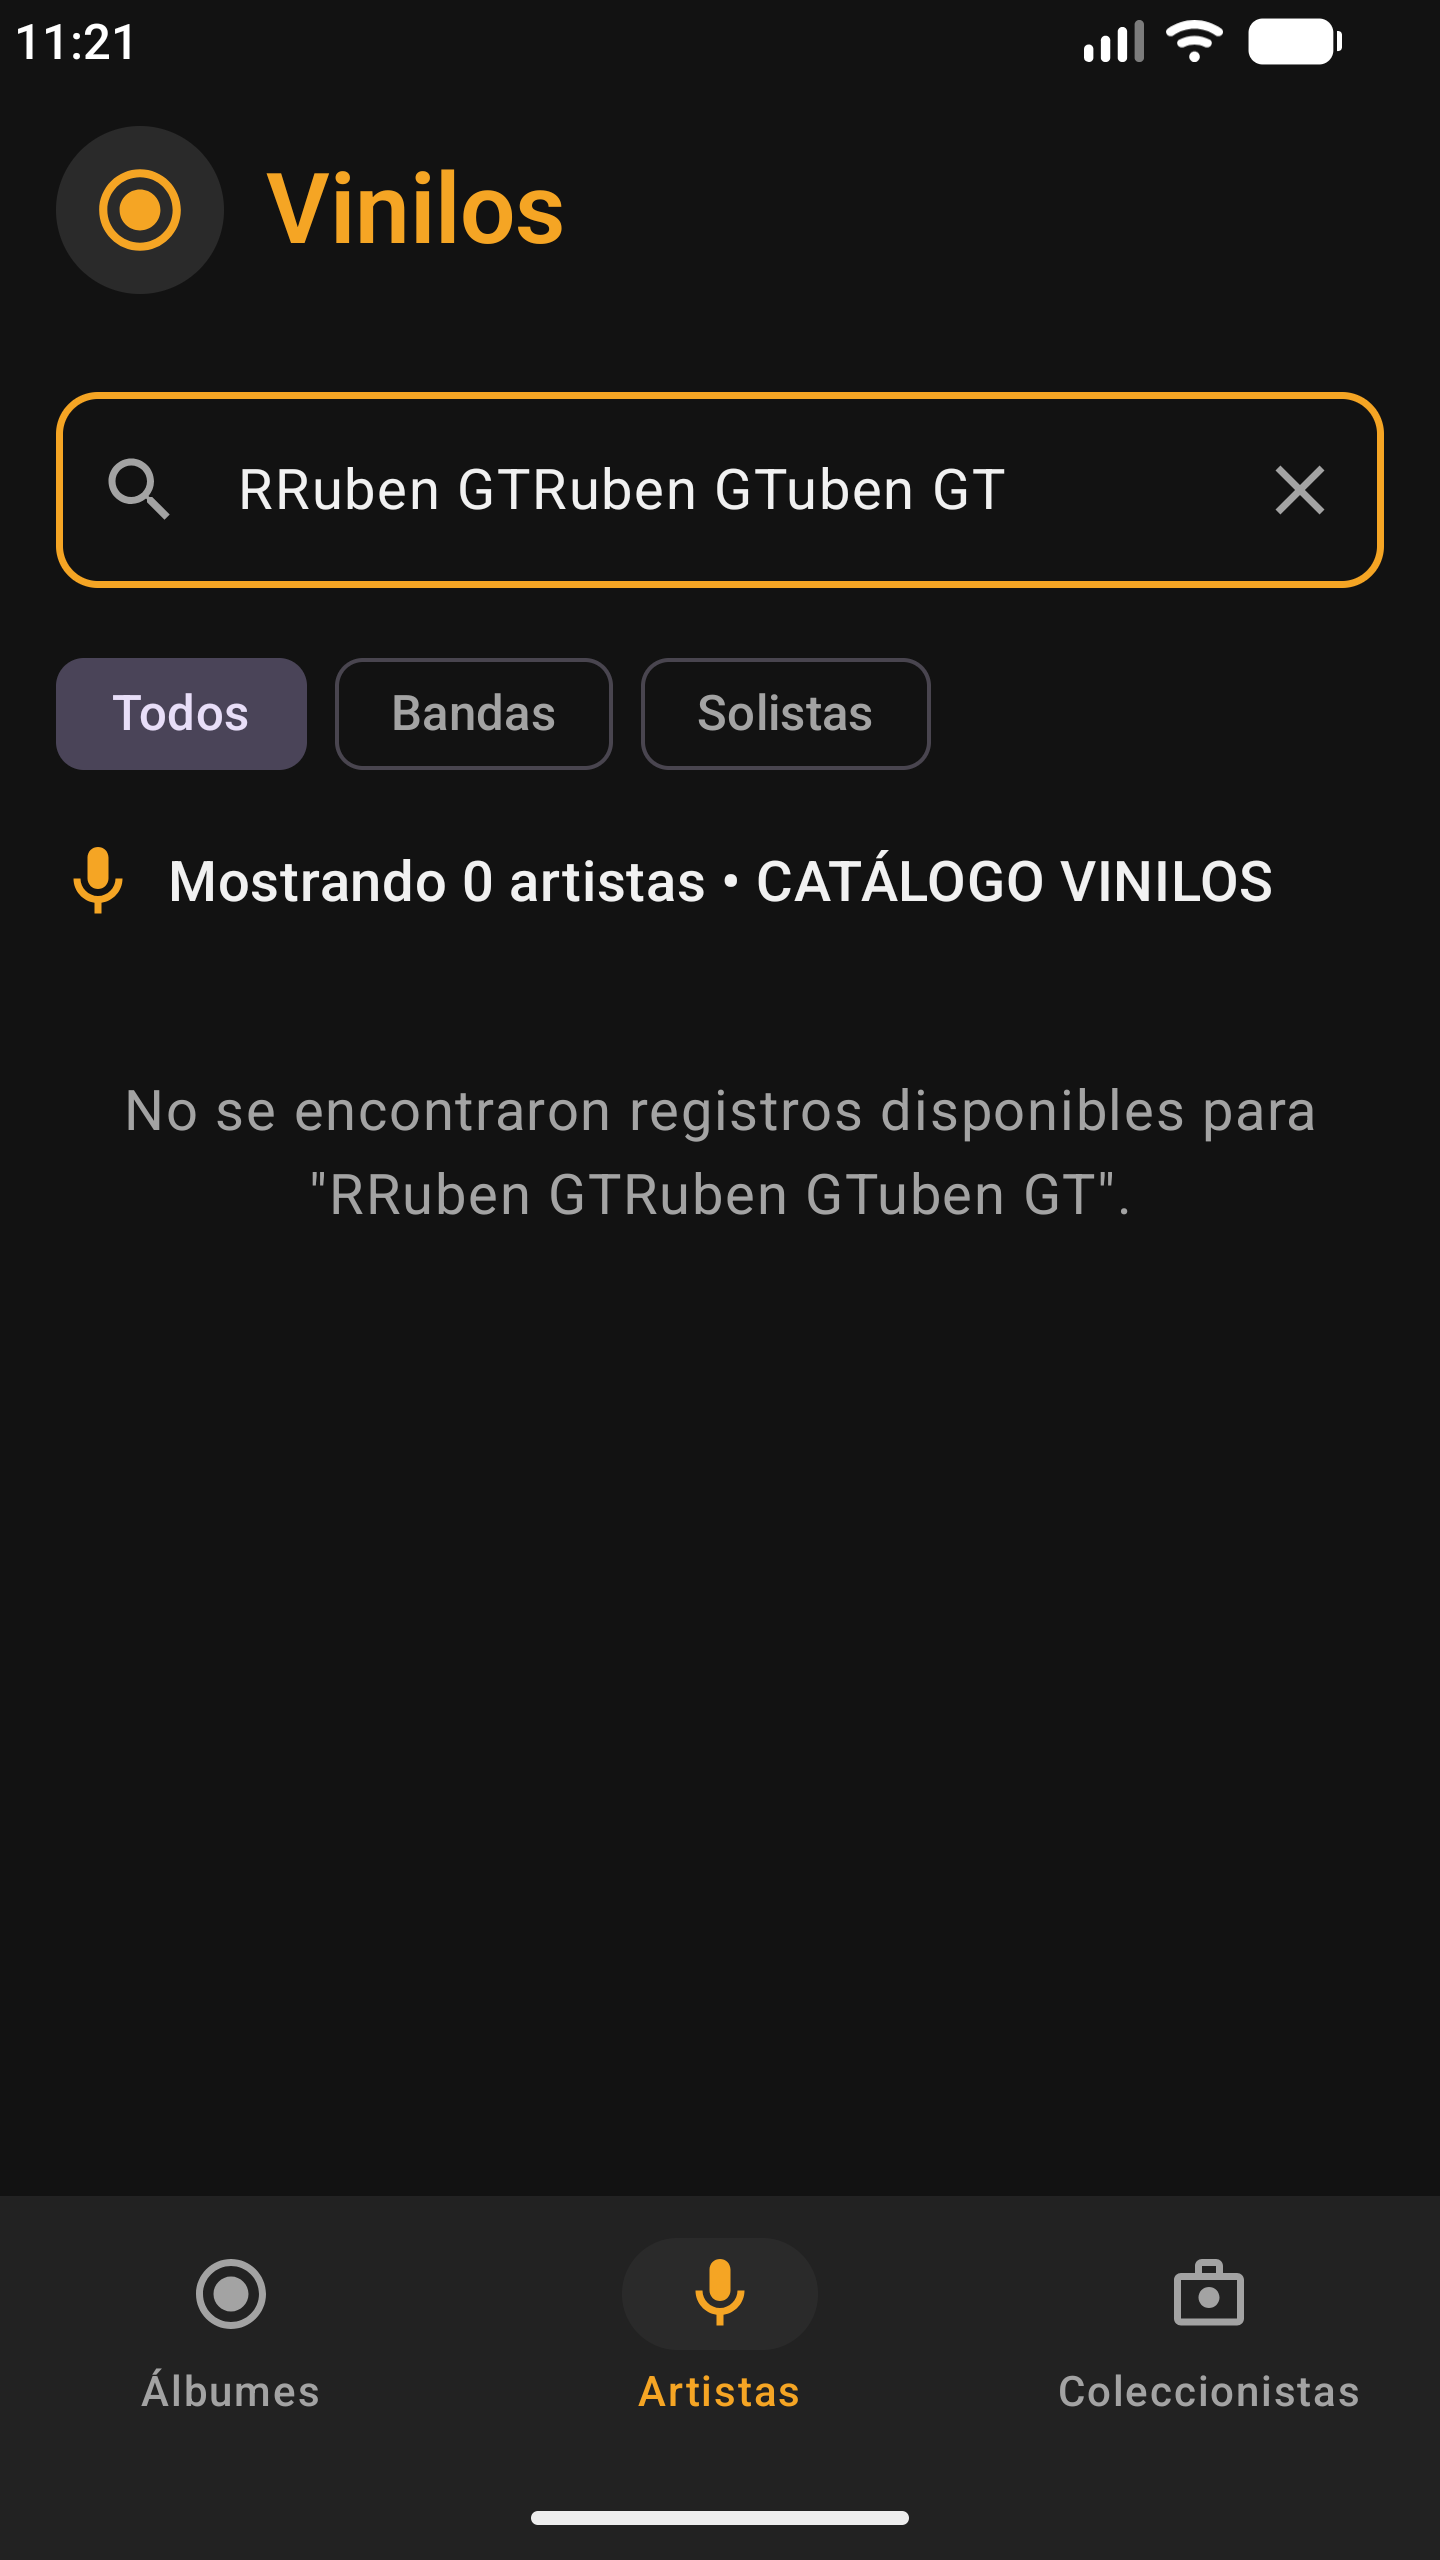 11:21
Vinilos
RRuben GTRuben GTuben GT
Todos
Bandas
Solistas
Mostrando 0 artistas • CATÁLOGO VINILOS
No se encontraron registros disponibles para
"RRuben GTRuben GTuben GT".
Álbumes
Artistas
Coleccionistas